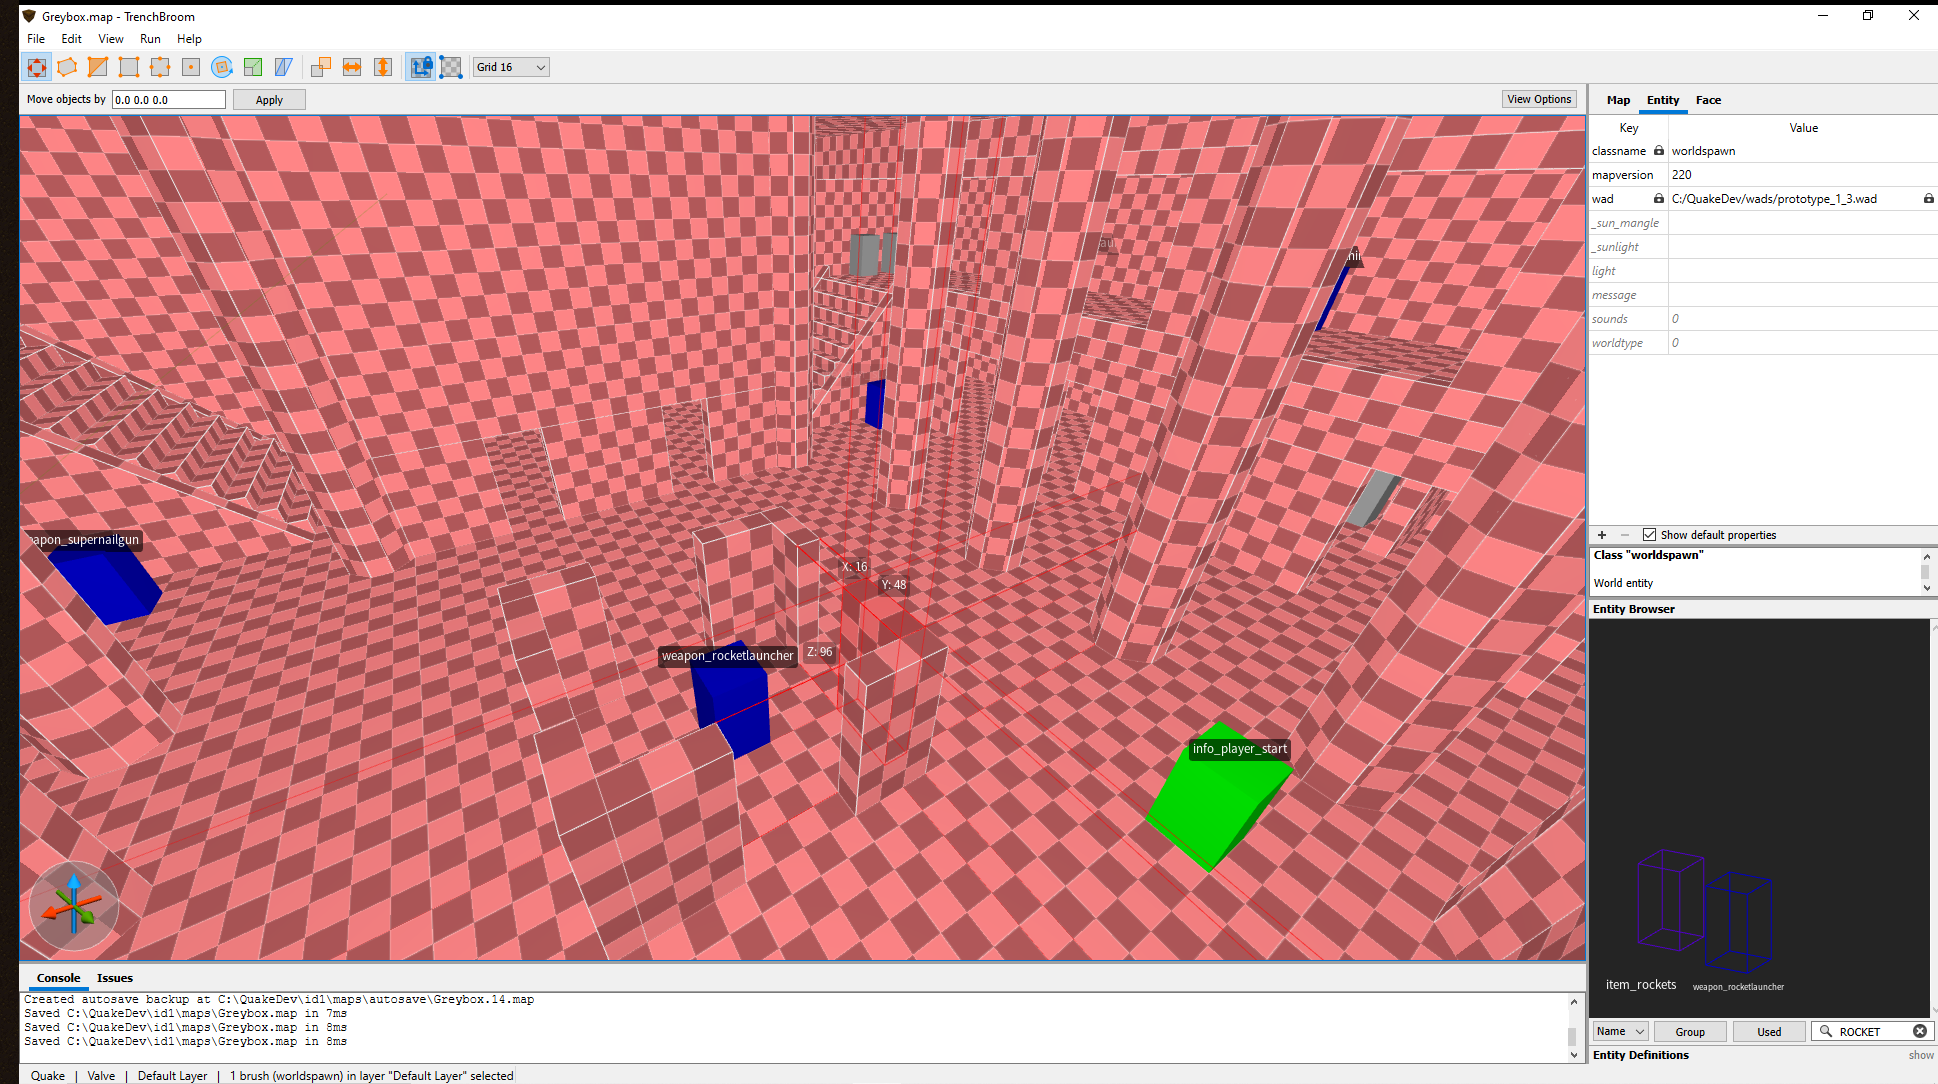 Greybox.map - TrenchBroom
File Edit View Run Help
Grid 16
Move objects by 0.0 0.0 0.0 Apply View Options
Map Entity Face
Key Value
classname worldspawn
mapversion 220
wad C:/QuakeDev/wads/prototype_1_3.wad
_sun_mangle
_sunlight
light
message
sounds 0
worldtype 0
apon_supernailgun
X: 16
Y: 48
weapon_rocketlauncher Z: 96
info_player_start
+ − Show default properties
Class "worldspawn"
World entity
Entity Browser
item_rockets weapon_rocketlauncher
Name Group Used ROCKET
Entity Definitions show
Console Issues
Created autosave backup at C:\QuakeDev\id1\maps\autosave\Greybox.14.map
Saved C:\QuakeDev\id1\maps\Greybox.map in 7ms
Saved C:\QuakeDev\id1\maps\Greybox.map in 8ms
Saved C:\QuakeDev\id1\maps\Greybox.map in 8ms
Quake | Valve | Default Layer | 1 brush (worldspawn) in layer "Default Layer" selected